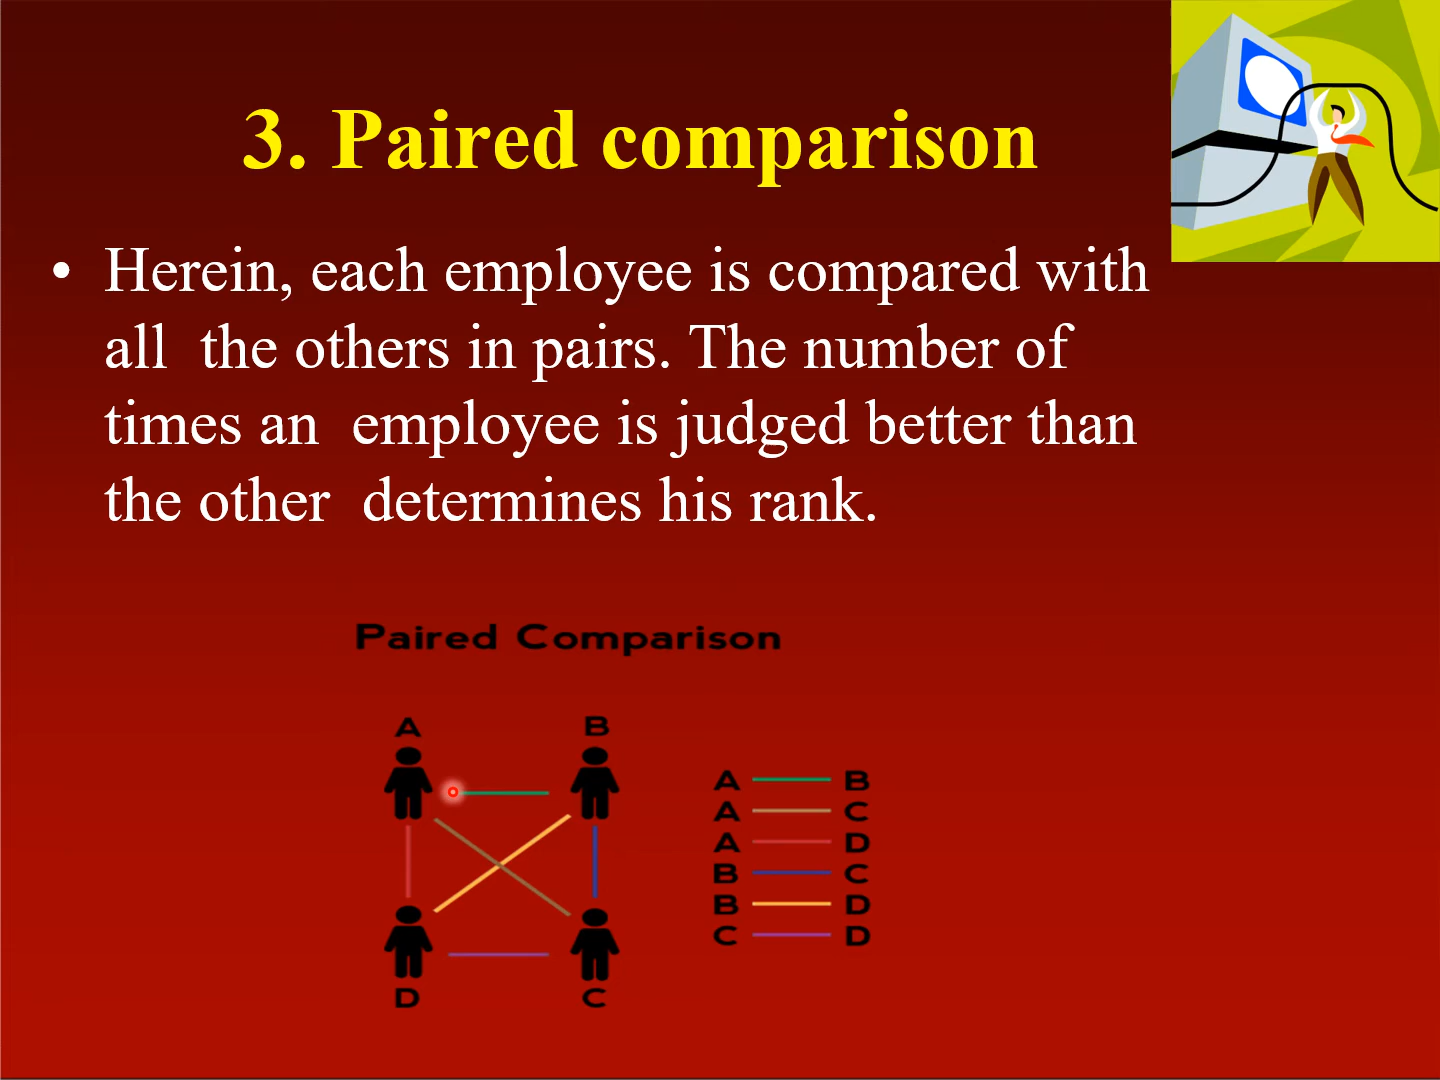 3. Paired comparison
• Herein, each employee is compared with
all the others in pairs. The number of
times an employee is judged better than
the other determines his rank.
Paired Comparison
A B
D C
A B
A C
A D
B C
B D
C D